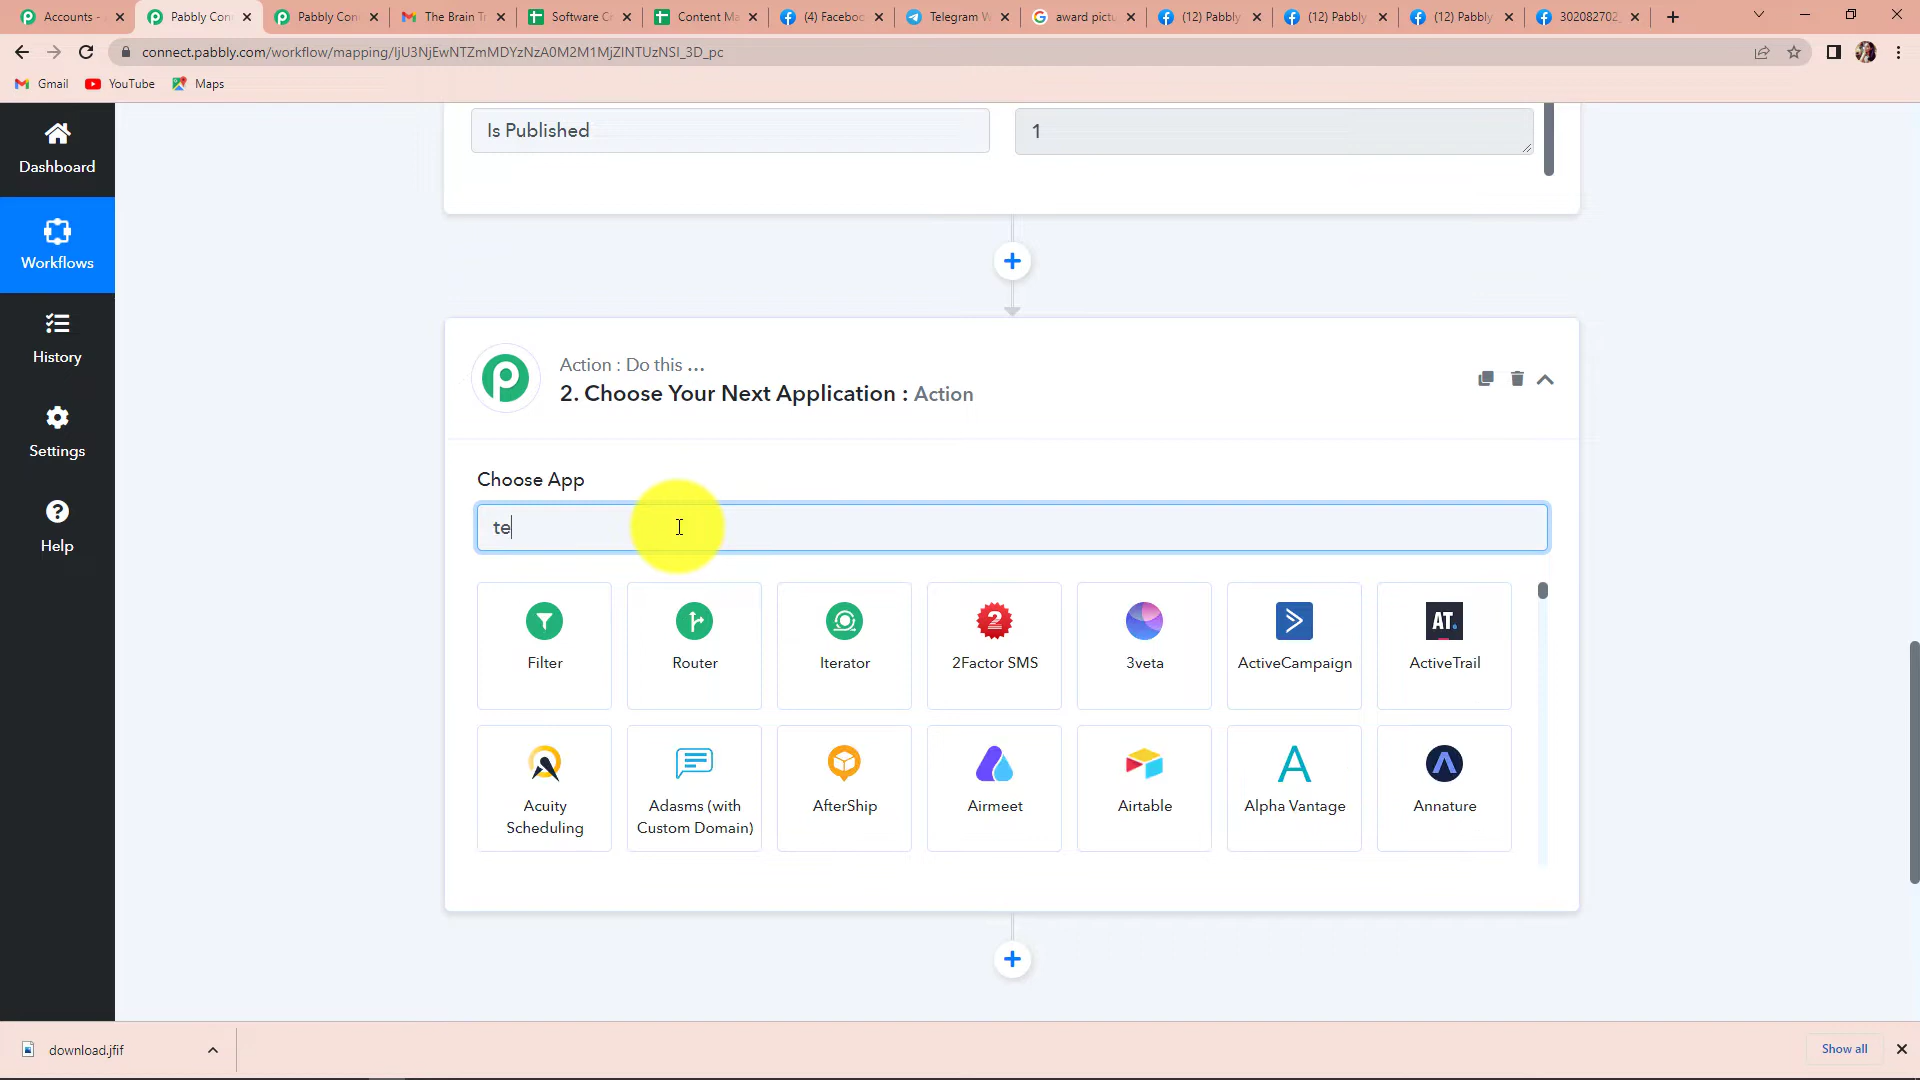 Accounts -
Pabbly Con
Pabbly Con
The Brain T
Software C
Content Ma
(4) Faceboo
Telegram W
award pictu
(12) Pabbly
(12) Pabbly
(12) Pabbly
302082702_
connect.pabbly.com/workflow/mapping/IjU3NjEwNTZmMDYzNzA0M2M1MjZlNTUzNSI_3D_pc
Gmail
YouTube
Maps
Dashboard
Workflows
History
Settings
Help
Is Published
1
Action : Do this ...
2. Choose Your Next Application : Action
Choose App
te
Filter
Router
Iterator
2Factor SMS
3veta
ActiveCampaign
AT.
ActiveTrail
Acuity
Scheduling
Adasms (with
Custom Domain)
AfterShip
Airmeet
Airtable
Alpha Vantage
Annature
download.jfif
Show all